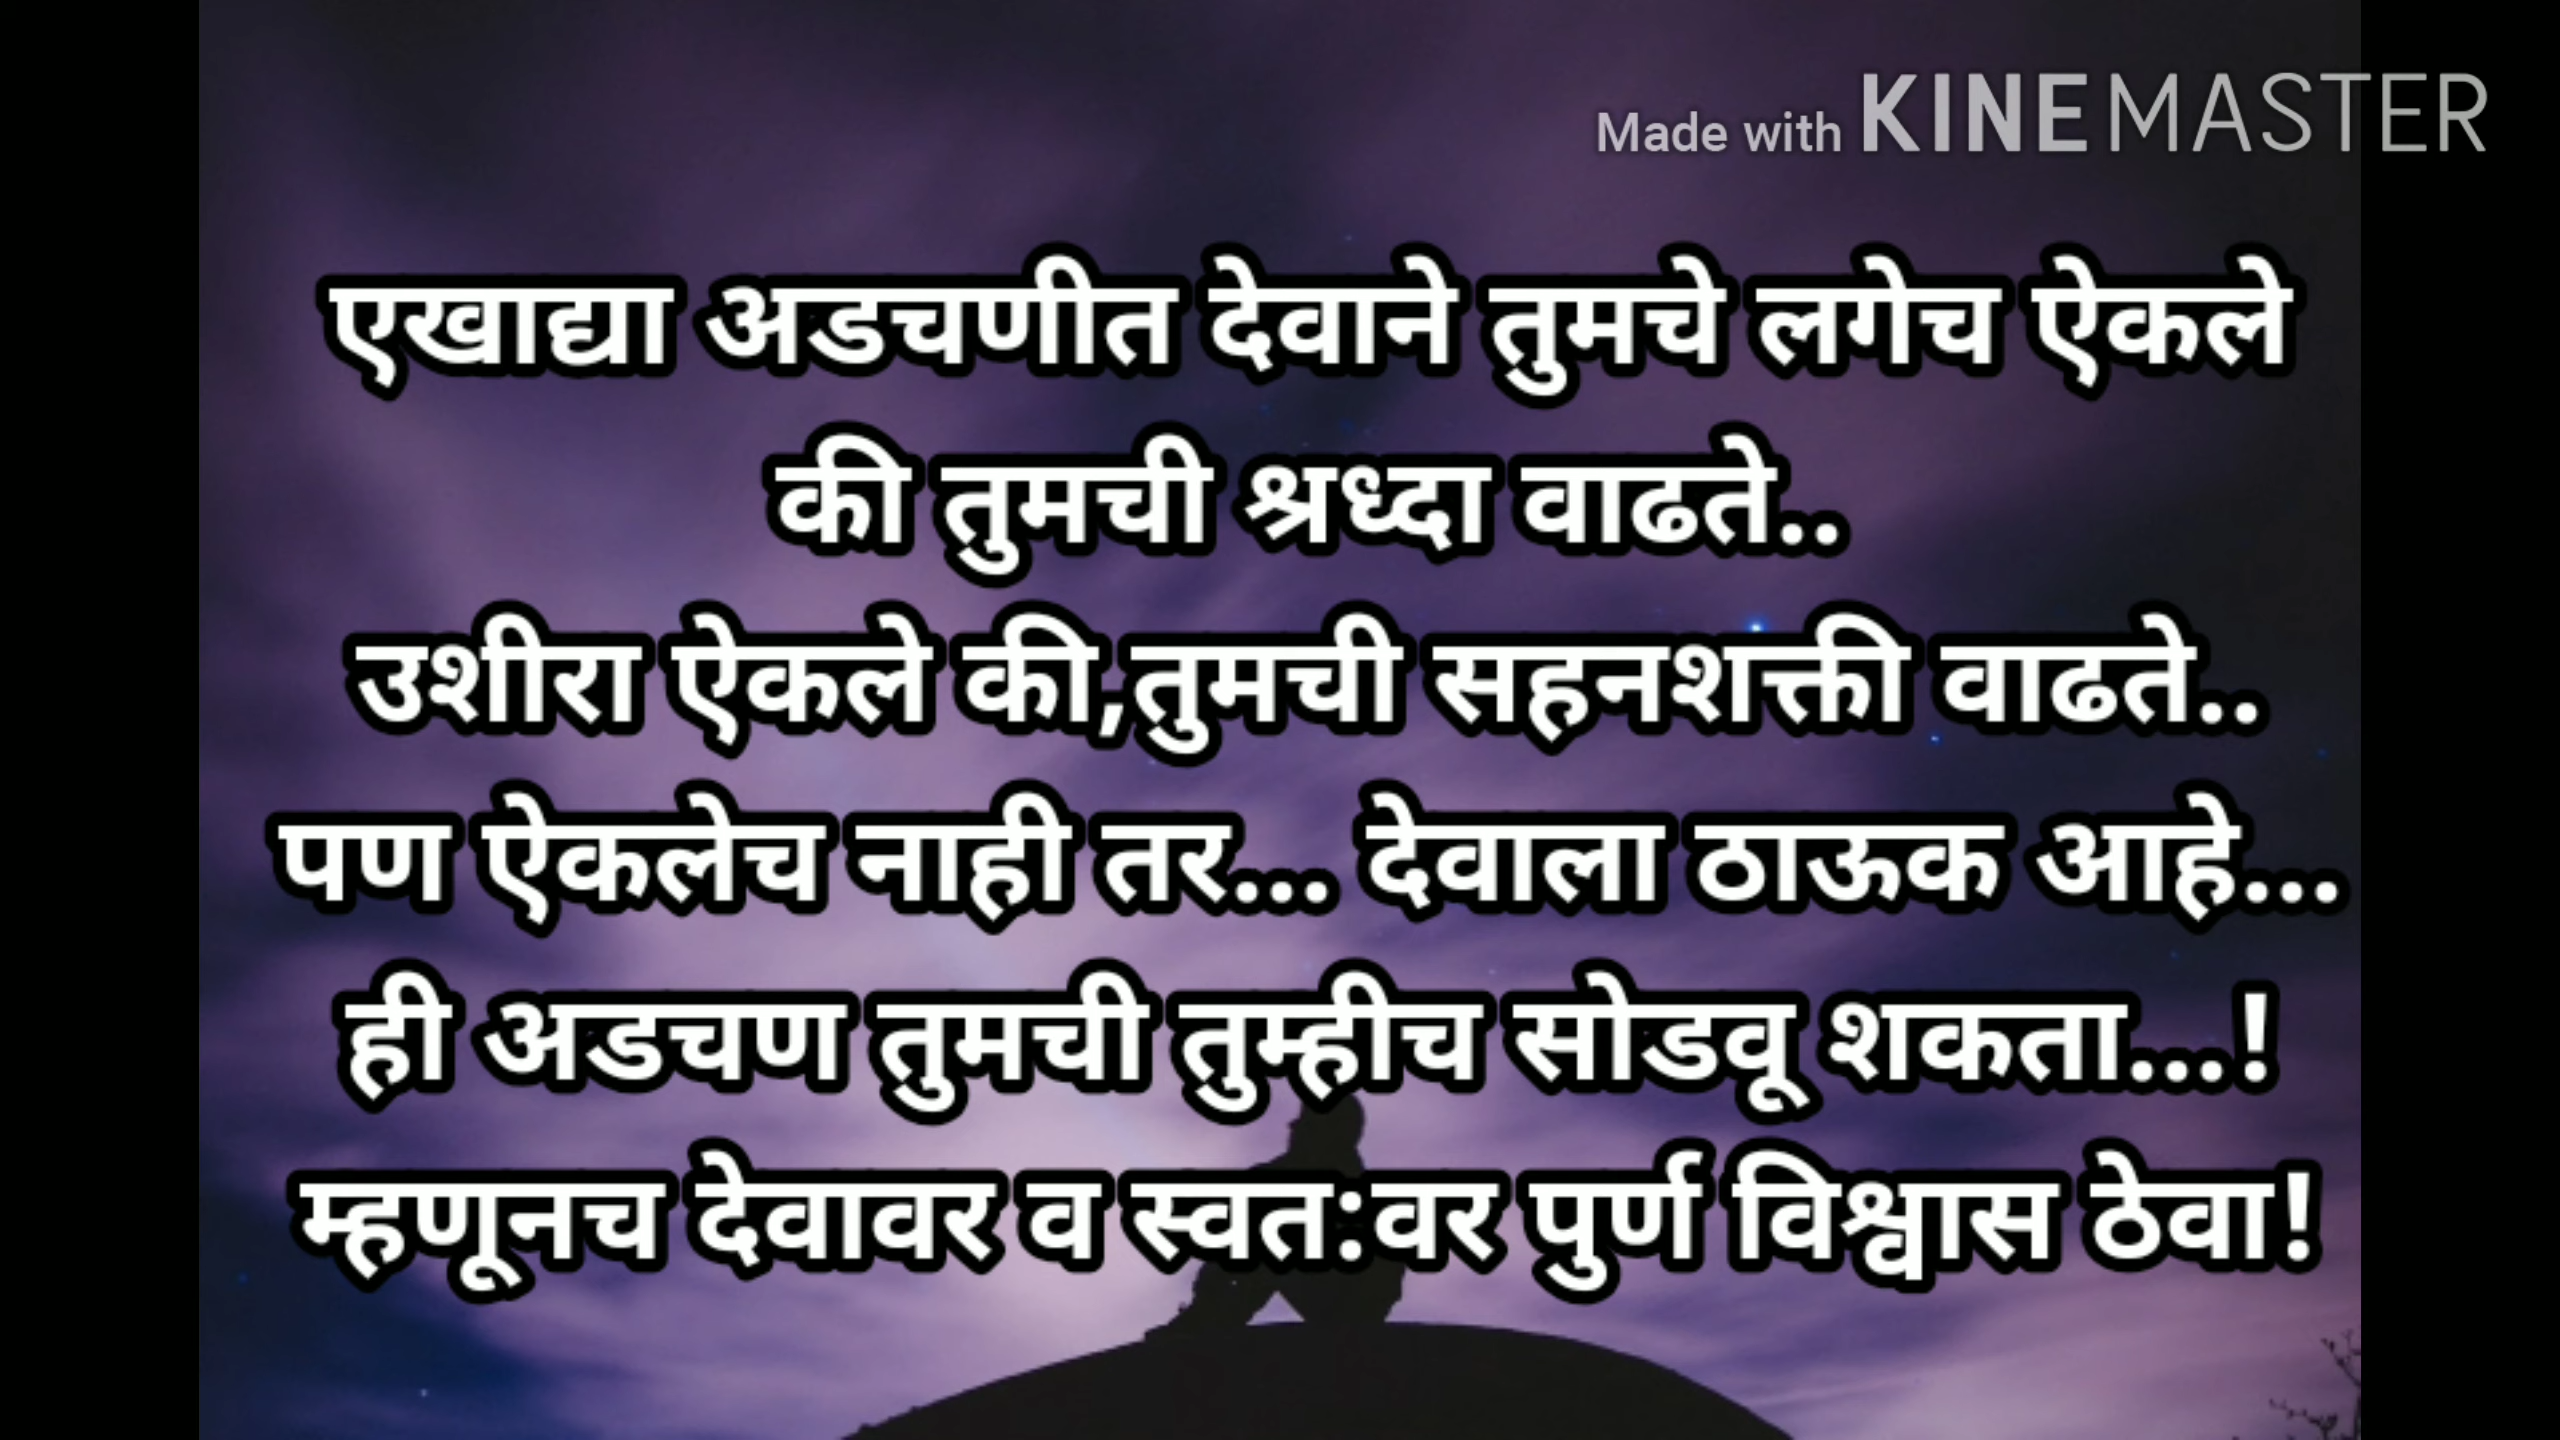 Made with KINEMASTER
एखाद्या अडचणीत देवाने तुमचे लगेच ऐकले
की तुमची श्रध्दा वाढते..
उशीरा ऐकले की,तुमची सहनशक्ती वाढते..
पण ऐकलेच नाही तर... देवाला ठाऊक आहे...
ही अडचण तुमची तुम्हीच सोडवू शकता...!
म्हणूनच देवावर व स्वत:वर पुर्ण विश्वास ठेवा!